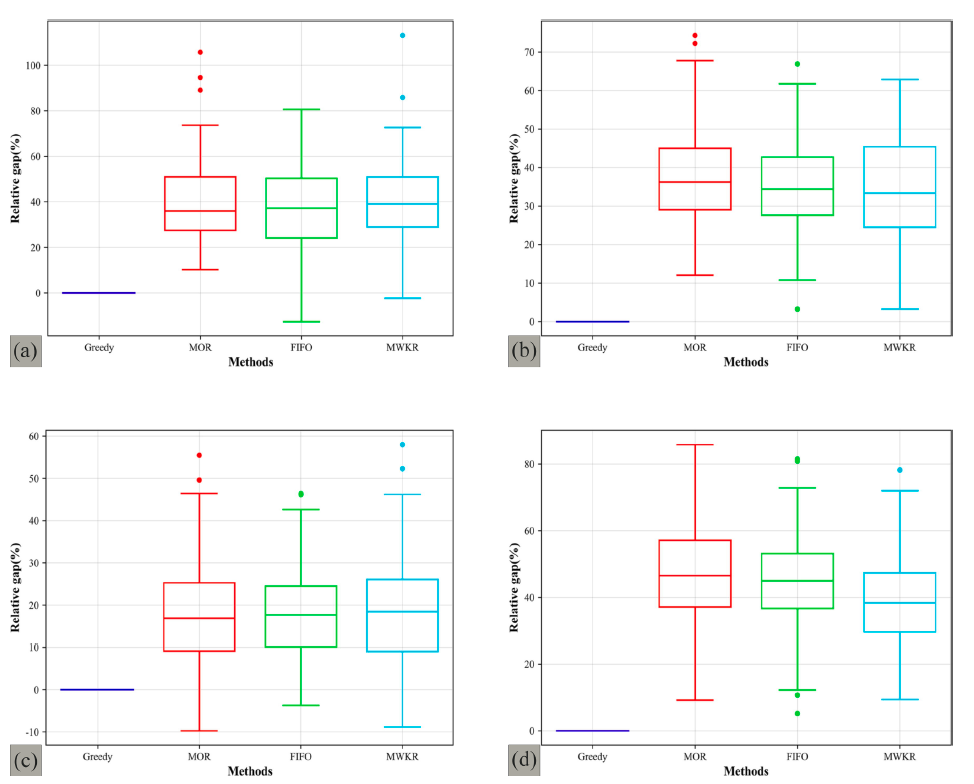 Relative gap(%)
100
80
60
40
20
0
Greedy MOR FIFO MWKR
Methods
(a)
Relative gap(%)
70
60
50
40
30
20
10
0
Greedy MOR FIFO MWKR
Methods
(b)
Relative gap(%)
60
50
40
30
20
10
0
-10
Greedy MOR FIFO MWKR
Methods
(c)
Relative gap(%)
80
60
40
20
0
Greedy MOR FIFO MWKR
Methods
(d)